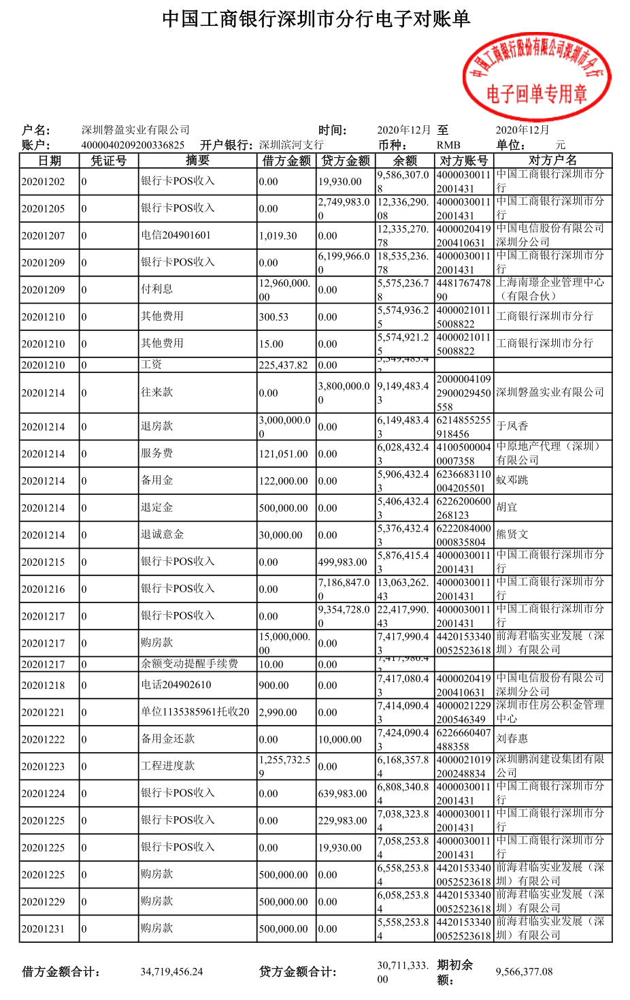 中国工商银行深圳市分行电子对账单
中国工商银行股份有限公司深圳市分行
电子回单专用章
户名: 深圳磐盈实业有限公司 时间: 2020年12月 至 2020年12月
账户: 4000040209200336825 开户银行: 深圳滨河支行 币种: RMB 单位: 元
日期 凭证号 摘要 借方金额 贷方金额 余额 对方账号 对方户名
20201202 0 银行卡POS收入 0.00 19,930.00 9,586,307.08 40000300112001431 中国工商银行深圳市分行
20201205 0 银行卡POS收入 0.00 2,749,983.00 12,336,290.08 40000300112001431 中国工商银行深圳市分行
20201207 0 电信204901601 1,019.30 0.00 12,335,270.78 4000020419200410631 中国电信股份有限公司深圳分公司
20201209 0 银行卡POS收入 0.00 6,199,966.00 18,535,236.78 40000300112001431 中国工商银行深圳市分行
20201209 0 付利息 12,960,000.00 0.00 5,575,236.78 448176747890 上海南璟企业管理中心（有限合伙）
20201210 0 其他费用 300.53 0.00 5,574,936.25 40000210115008822 工商银行深圳市分行
20201210 0 其他费用 15.00 0.00 5,574,921.25 40000210115008822 工商银行深圳市分行
20201210 0 工资 225,437.82 0.00 5,349,483.43
20201214 0 往来款 0.00 3,800,000.00 9,149,483.43 20000041092900029450558 深圳磐盈实业有限公司
20201214 0 退房款 3,000,000.00 0.00 6,149,483.43 6214855255918456 于凤香
20201214 0 服务费 121,051.00 0.00 6,028,432.43 41005000040007358 中原地产代理（深圳）有限公司
20201214 0 备用金 122,000.00 0.00 5,906,432.43 6236683110004205501 蚁邓跳
20201214 0 退定金 500,000.00 0.00 5,406,432.43 6226200600268123 胡宜
20201214 0 退诚意金 30,000.00 0.00 5,376,432.43 6222084000000835804 熊贤文
20201215 0 银行卡POS收入 0.00 499,983.00 5,876,415.43 40000300112001431 中国工商银行深圳市分行
20201216 0 银行卡POS收入 0.00 7,186,847.00 13,063,262.43 40000300112001431 中国工商银行深圳市分行
20201217 0 银行卡POS收入 0.00 9,354,728.00 22,417,990.43 40000300112001431 中国工商银行深圳市分行
20201217 0 购房款 15,000,000.00 0.00 7,417,990.43 44201533400052523618 前海君临实业发展（深圳）有限公司
20201217 0 余额变动提醒手续费 10.00 0.00 7,417,980.43
20201218 0 电话204902610 900.00 0.00 7,417,080.43 4000020419200410631 中国电信股份有限公司深圳分公司
20201221 0 单位1135385961托收20 2,990.00 0.00 7,414,090.43 4000021229200546349 深圳市住房公积金管理中心
20201222 0 备用金还款 0.00 10,000.00 7,424,090.43 6226660407488358 刘春惠
20201223 0 工程进度款 1,255,732.59 0.00 6,168,357.84 4000021019200248834 深圳鹏润建设集团有限公司
20201224 0 银行卡POS收入 0.00 639,983.00 6,808,340.84 40000300112001431 中国工商银行深圳市分行
20201225 0 银行卡POS收入 0.00 229,983.00 7,038,323.84 40000300112001431 中国工商银行深圳市分行
20201225 0 银行卡POS收入 0.00 19,930.00 7,058,253.84 40000300112001431 中国工商银行深圳市分行
20201225 0 购房款 500,000.00 0.00 6,558,253.84 44201533400052523618 前海君临实业发展（深圳）有限公司
20201229 0 购房款 500,000.00 0.00 6,058,253.84 44201533400052523618 前海君临实业发展（深圳）有限公司
20201231 0 购房款 500,000.00 0.00 5,558,253.84 44201533400052523618 前海君临实业发展（深圳）有限公司
借方金额合计: 34,719,456.24 贷方金额合计: 30,711,333.00 期初余额: 9,566,377.08